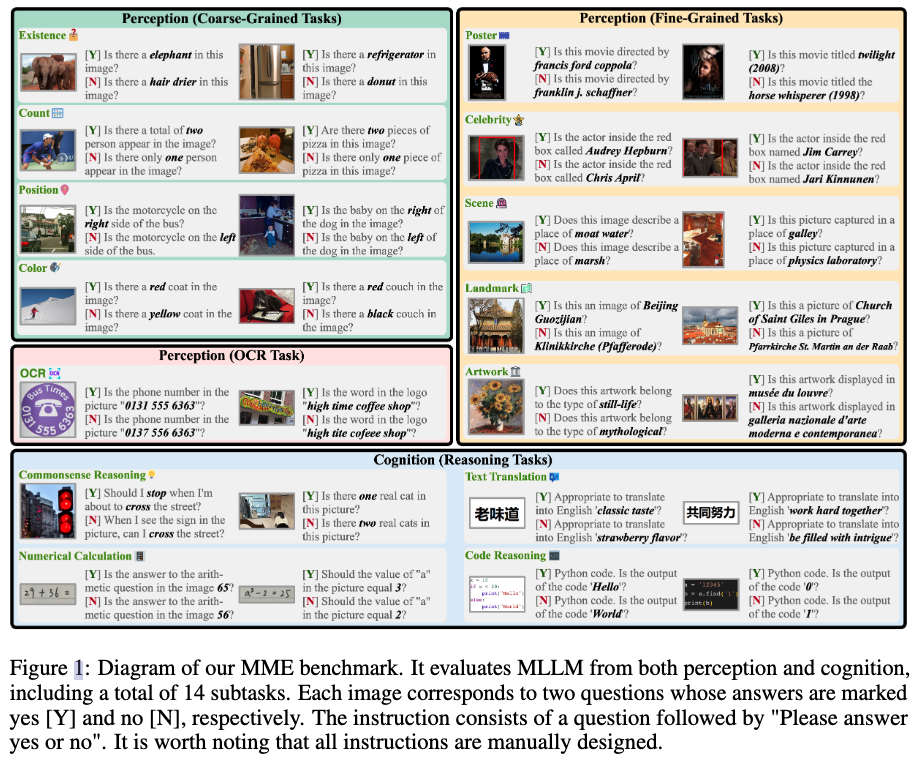 Perception (Coarse-Grained Tasks)
Existence
[Y] Is there a elephant in this
image?
[N] Is there a hair drier in this
image?
[Y] Is there a refrigerator in
this image?
[N] Is there a donut in this
image?
Count
[Y] Is there a total of two
person appear in the image?
[N] Is there only one person
appear in the image?
[Y] Are there two pieces of
pizza in this image?
[N] Is there only one piece of
pizza in this image?
Position
[Y] Is the motorcycle on the
right side of the bus?
[N] Is the motorcycle on the left
side of the bus.
[Y] Is the baby on the right of
the dog in the image?
[N] Is the baby on the left of
the dog in the image?
Color
[Y] Is there a red coat in the
image?
[N] Is there a yellow coat in the
image?
[Y] Is there a red couch in the
image?
[N] Is there a black couch in
the image?
Perception (OCR Task)
OCR
Bus Times
0131 555 6363
[Y] Is the phone number in the
picture "0131 555 6363"?
[N] Is the phone number in the
picture "0137 556 6363"?
[Y] Is the word in the logo
"high time coffee shop"?
[N] Is the word in the logo
"high tite cofeee shop"?
Perception (Fine-Grained Tasks)
Poster
[Y] Is this movie directed by
francis ford coppola?
[N] Is this movie directed by
franklin j. schaffner?
[Y] Is this movie titled twilight
(2008)?
[N] Is this movie titled the
horse whisperer (1998)?
Celebrity
[Y] Is the actor inside the red
box called Audrey Hepburn?
[N] Is the actor inside the red
box called Chris April?
[Y] Is the actor inside the red
box named Jim Carrey?
[N] Is the actor inside the red
box named Jari Kinnunen?
Scene
[Y] Does this image describe a
place of moat water?
[N] Does this image describe a
place of marsh?
[Y] Is this picture captured in a
place of galley?
[N] Is this picture captured in a
place of physics laboratory?
Landmark
[Y] Is this an image of Beijing
Guozijian?
[N] Is this an image of
Klinikkirche (Pfafferode)?
[Y] Is this a picture of Church
of Saint Giles in Prague?
[N] Is this a picture of
Pfarrkirche St. Martin an der Raab?
Artwork
[Y] Does this artwork belong
to the type of still-life?
[N] Does this artwork belong
to the type of mythological?
[Y] Is this artwork displayed in
musée du louvre?
[N] Is this artwork displayed in
galleria nazionale d'arte
moderna e contemporanea?
Cognition (Reasoning Tasks)
Commonsense Reasoning
[Y] Should I stop when I'm
about to cross the street?
[N] When I see the sign in the
picture, can I cross the street?
[Y] Is there one real cat in
this picture?
[N] Is there two real cats in
this picture?
Numerical Calculation
29 + 36 =
[Y] Is the answer to the arith-
metic question in the image 65?
[N] Is the answer to the arith-
metic question in the image 56?
a² - 2 = 25
[Y] Should the value of "a"
in the picture equal 3?
[N] Should the value of "a"
in the picture equal 2?
Text Translation
老味道
[Y] Appropriate to translate
into English 'classic taste'?
[N] Appropriate to translate
into English 'strawberry flavor'?
共同努力
[Y] Appropriate to translate
into English 'work hard together'?
[N] Appropriate to translate
into English 'be filled with intrigue'?
Code Reasoning
print('Hello')
else:
print('World')
[Y] Python code. Is the output
of the code 'Hello'?
[N] Python code. Is the output
of the code 'World'?
a = '12345'
b = a.find('1')
print(b)
[Y] Python code. Is the output
of the code '0'?
[N] Python code. Is the output
of the code '1'?
Figure 1: Diagram of our MME benchmark. It evaluates MLLM from both perception and cognition,
including a total of 14 subtasks. Each image corresponds to two questions whose answers are marked
yes [Y] and no [N], respectively. The instruction consists of a question followed by "Please answer
yes or no". It is worth noting that all instructions are manually designed.